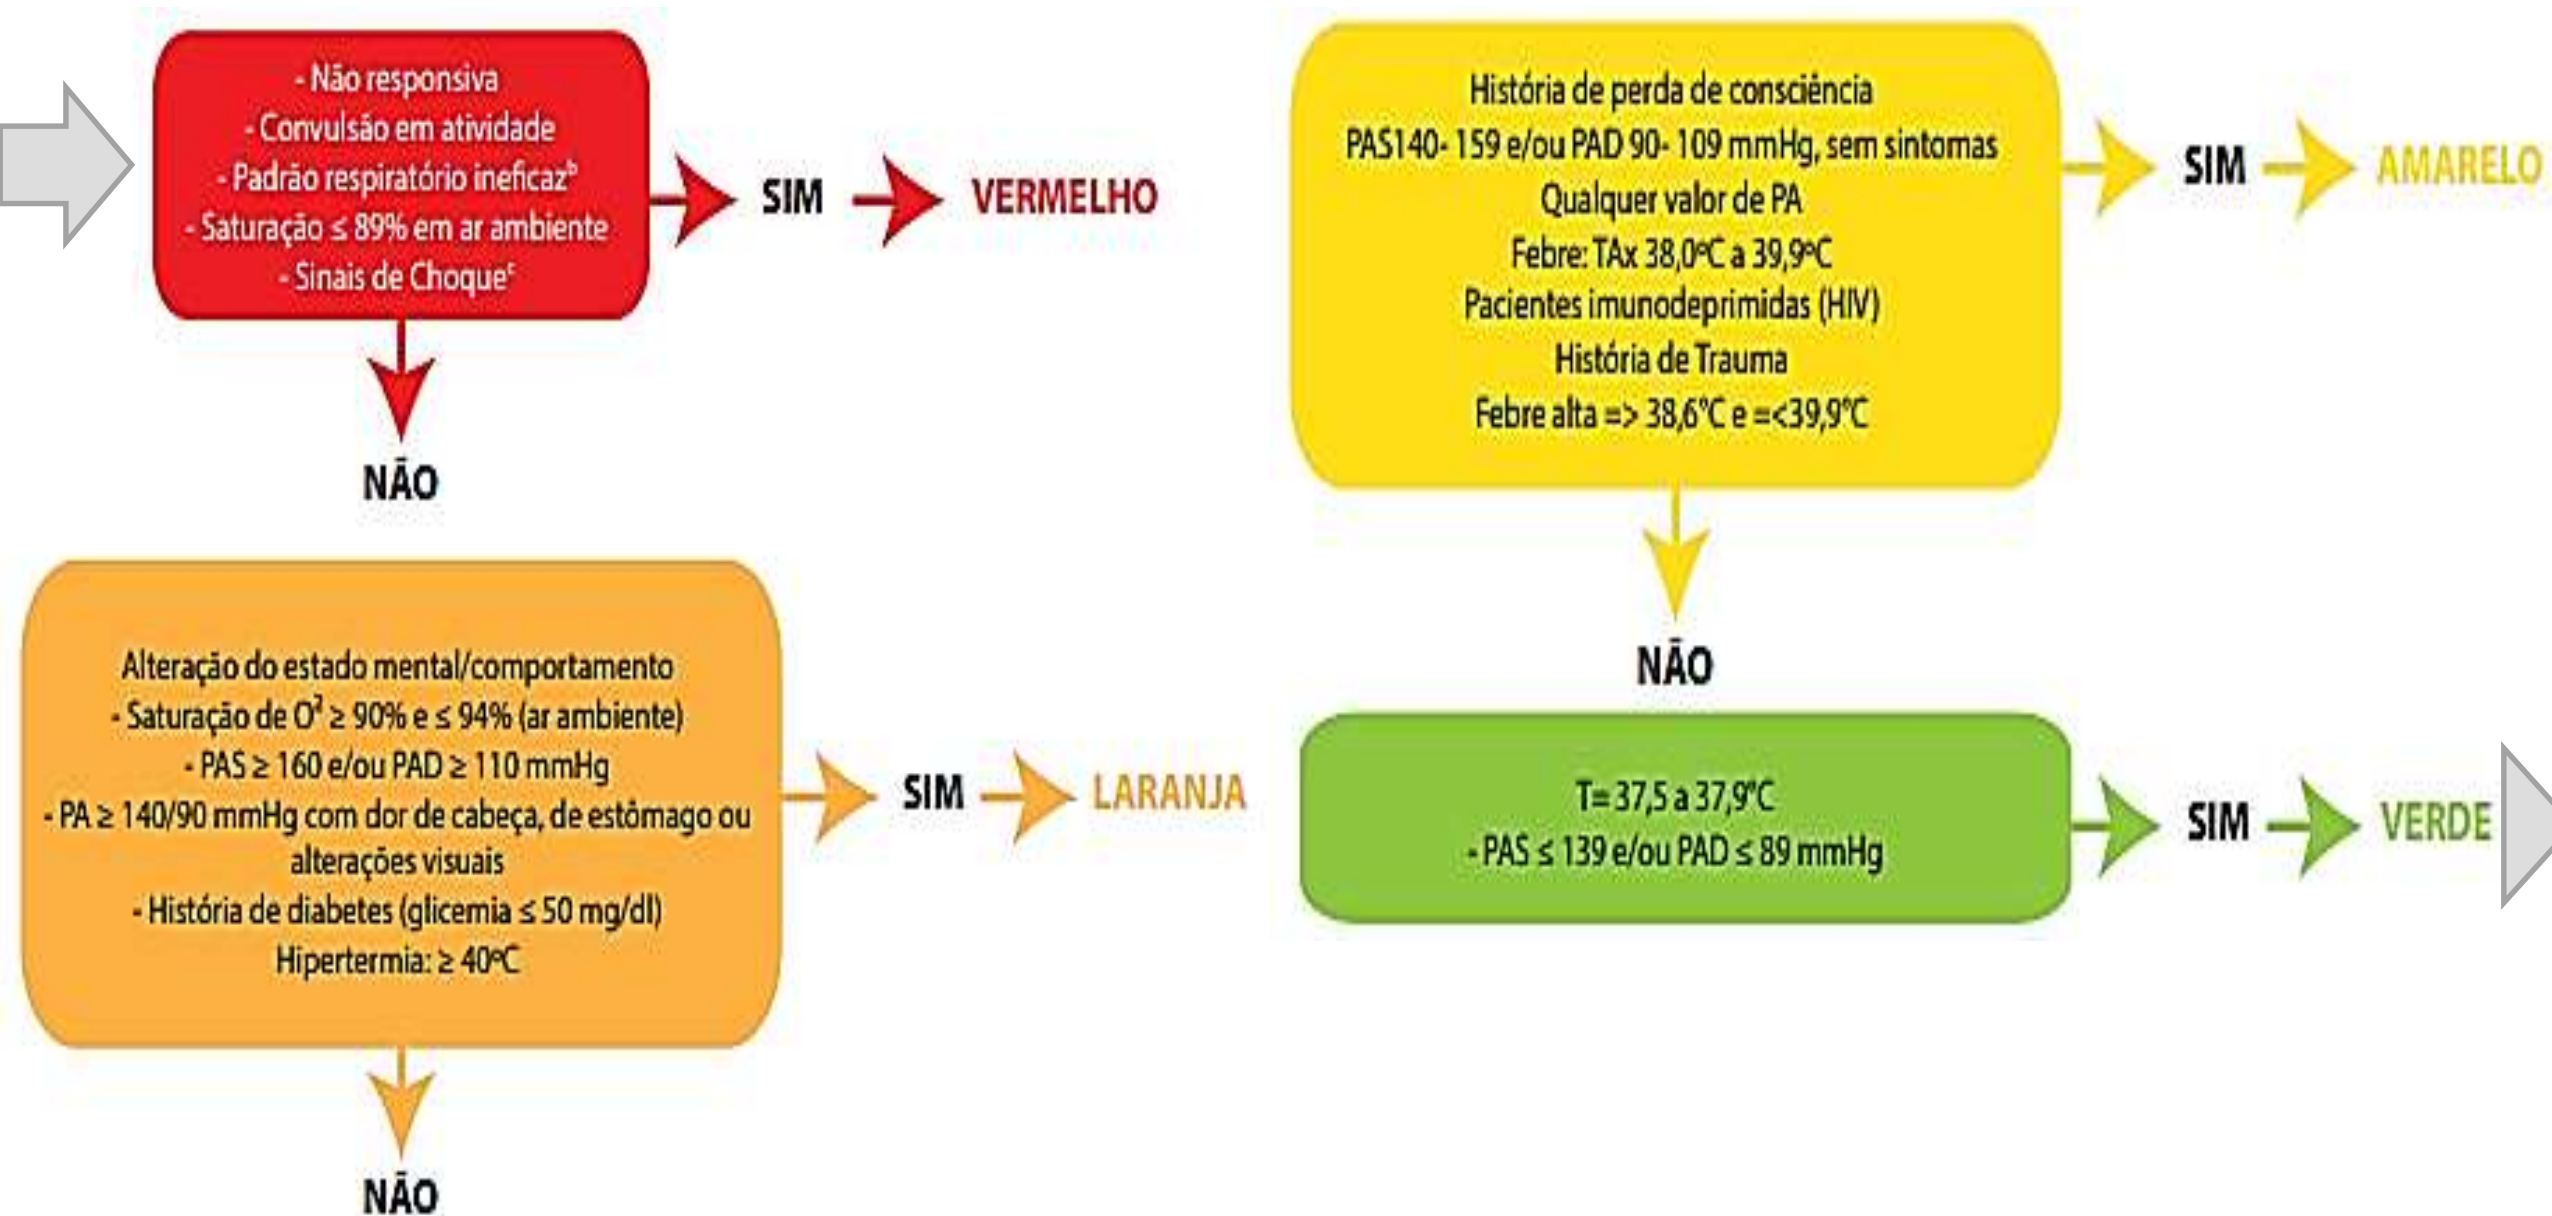 - Não responsiva
- Convulsão em atividade
- Padrão respiratório ineficazᵇ
- Saturação ≤ 89% em ar ambiente
- Sinais de Choqueᶜ
SIM
VERMELHO
NÃO
Alteração do estado mental/comportamento
- Saturação de O² ≥ 90% e ≤ 94% (ar ambiente)
- PAS ≥ 160 e/ou PAD ≥ 110 mmHg
- PA ≥ 140/90 mmHg com dor de cabeça, de estômago ou
alterações visuais
- História de diabetes (glicemia ≤ 50 mg/dl)
Hipertermia: ≥ 40ºC
SIM
LARANJA
NÃO
História de perda de consciência
PAS140- 159 e/ou PAD 90- 109 mmHg, sem sintomas
Qualquer valor de PA
Febre: TAx 38,0ºC a 39,9ºC
Pacientes imunodeprimidas (HIV)
História de Trauma
Febre alta => 38,6°C e =<39,9°C
SIM
AMARELO
NÃO
T= 37,5 a 37,9°C
- PAS ≤ 139 e/ou PAD ≤ 89 mmHg
SIM
VERDE